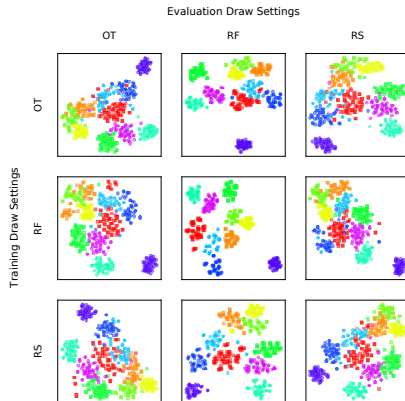 Evaluation Draw Settings
OT RF RS
Training Draw Settings
OT
RF
RS